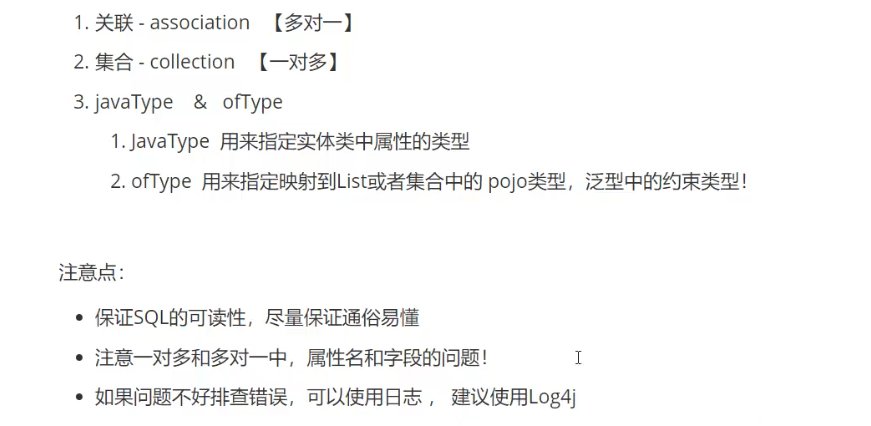 1. 关联 - association 【多对一】
2. 集合 - collection 【一对多】
3. javaType & ofType
1. JavaType 用来指定实体类中属性的类型
2. ofType 用来指定映射到List或者集合中的 pojo类型，泛型中的约束类型！
注意点：
• 保证SQL的可读性，尽量保证通俗易懂
• 注意一对多和多对一中，属性名和字段的问题！
• 如果问题不好排查错误，可以使用日志 ， 建议使用Log4j